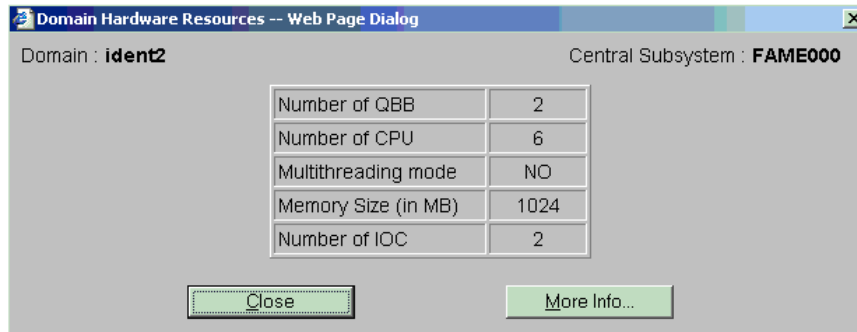 Domain Hardware Resources -- Web Page Dialog
Domain : ident2 Central Subsystem : FAME000
Number of QBB 2
Number of CPU 6
Multithreading mode NO
Memory Size (in MB) 1024
Number of IOC 2
Close More Info...